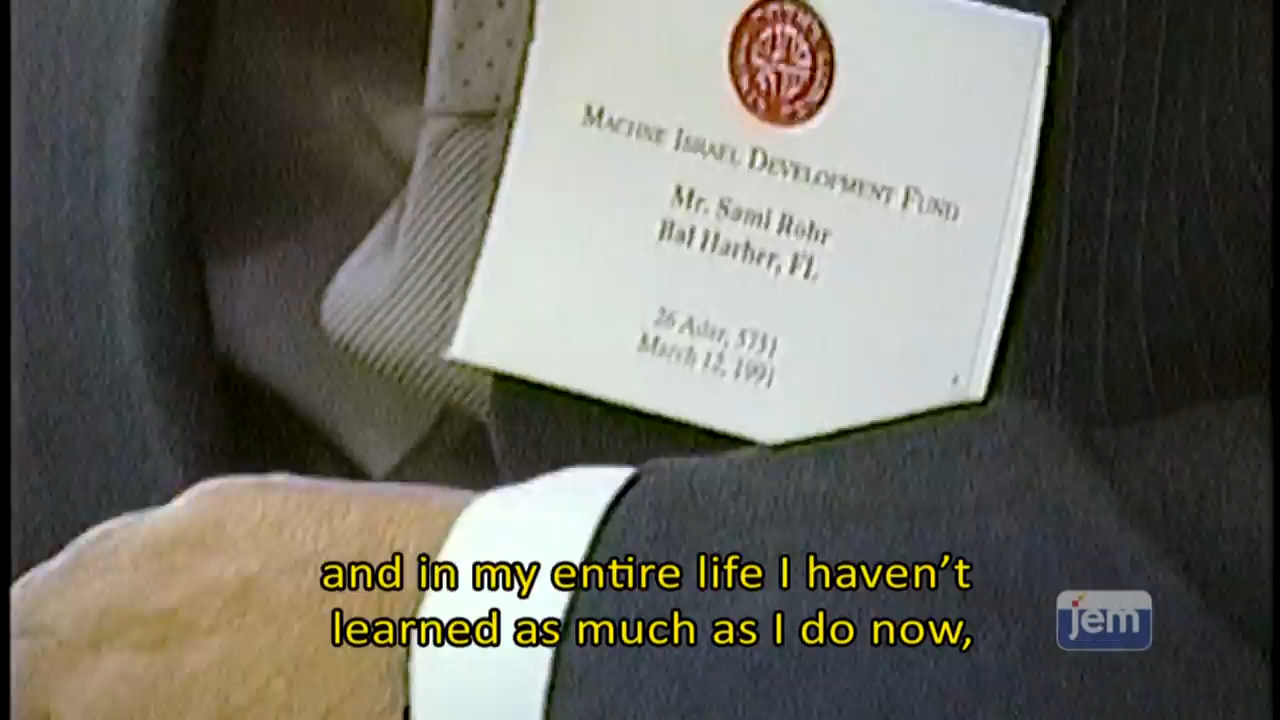 MACHNE ISRAEL DEVELOPMENT FUND
Mr. Sami Rohr
Bal Harber, FL
26 Adar, 5751
March 12, 1991
and in my entire life I haven't
learned as much as I do now,
jem